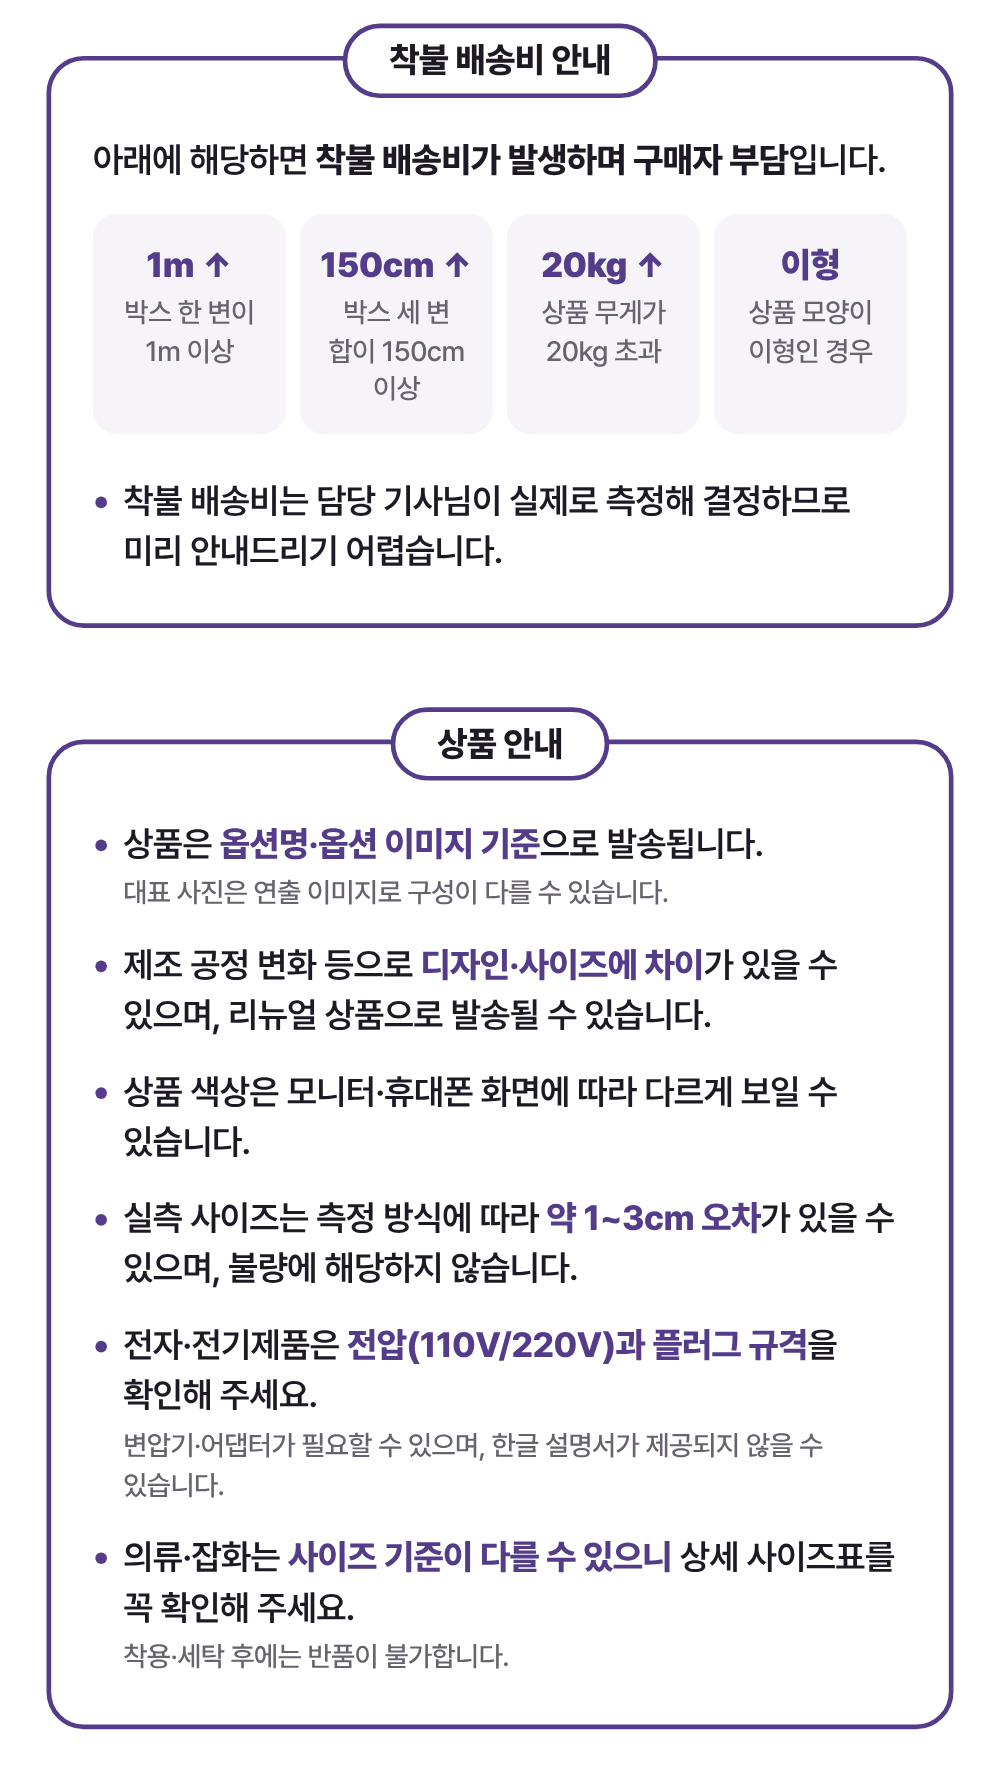 착불 배송비 안내
아래에 해당하면 착불 배송비가 발생하며 구매자 부담입니다.
1m ↑
박스 한 변이
1m 이상
150cm ↑
박스 세 변
합이 150cm
이상
20kg ↑
상품 무게가
20kg 초과
이형
상품 모양이
이형인 경우
• 착불 배송비는 담당 기사님이 실제로 측정해 결정하므로
미리 안내드리기 어렵습니다.
상품 안내
• 상품은 옵션명·옵션 이미지 기준으로 발송됩니다.
대표 사진은 연출 이미지로 구성이 다를 수 있습니다.
• 제조 공정 변화 등으로 디자인·사이즈에 차이가 있을 수
있으며, 리뉴얼 상품으로 발송될 수 있습니다.
• 상품 색상은 모니터·휴대폰 화면에 따라 다르게 보일 수
있습니다.
• 실측 사이즈는 측정 방식에 따라 약 1~3cm 오차가 있을 수
있으며, 불량에 해당하지 않습니다.
• 전자·전기제품은 전압(110V/220V)과 플러그 규격을
확인해 주세요.
변압기·어댑터가 필요할 수 있으며, 한글 설명서가 제공되지 않을 수
있습니다.
• 의류·잡화는 사이즈 기준이 다를 수 있으니 상세 사이즈표를
꼭 확인해 주세요.
착용·세탁 후에는 반품이 불가합니다.